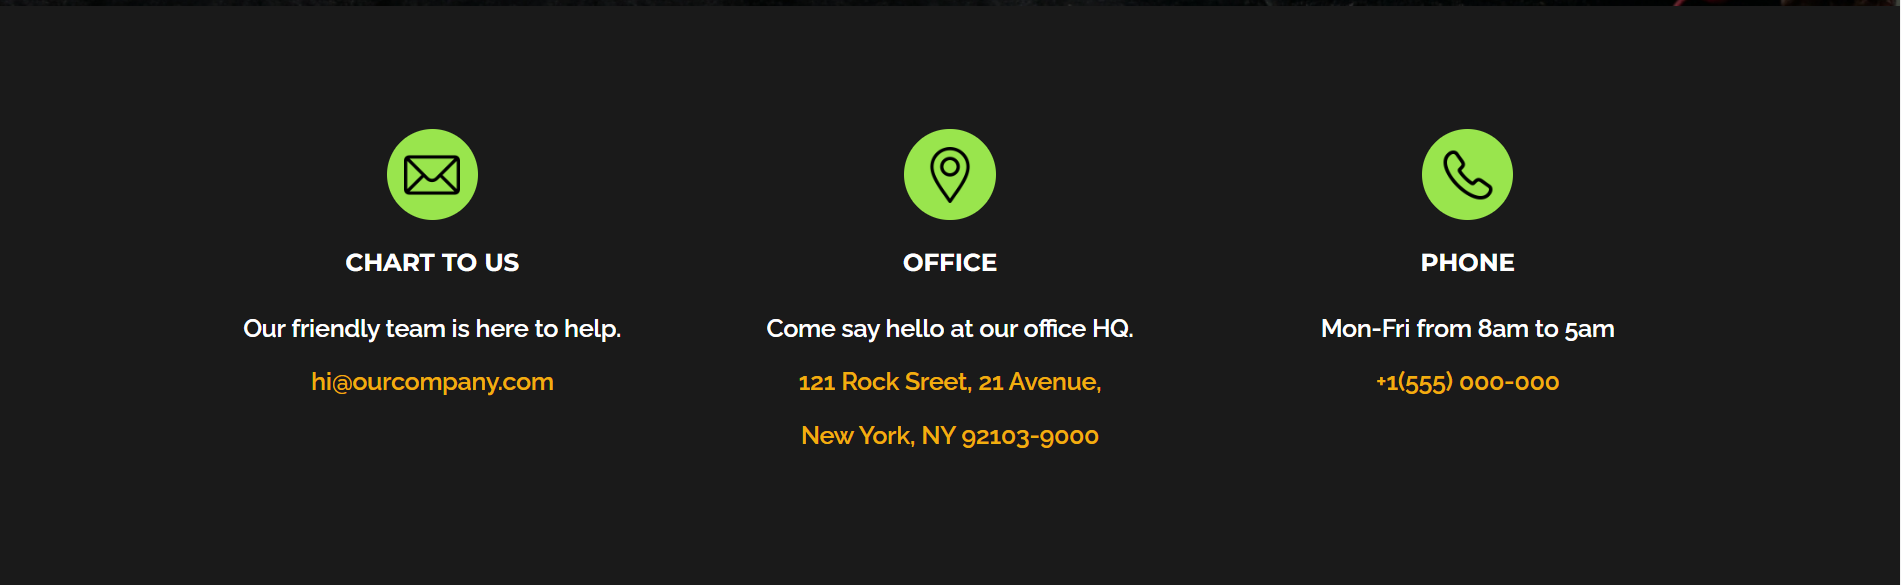 CHART TO US
Our friendly team is here to help.
hi@ourcompany.com
OFFICE
Come say hello at our office HQ.
121 Rock Sreet, 21 Avenue,
New York, NY 92103-9000
PHONE
Mon-Fri from 8am to 5am
+1(555) 000-000